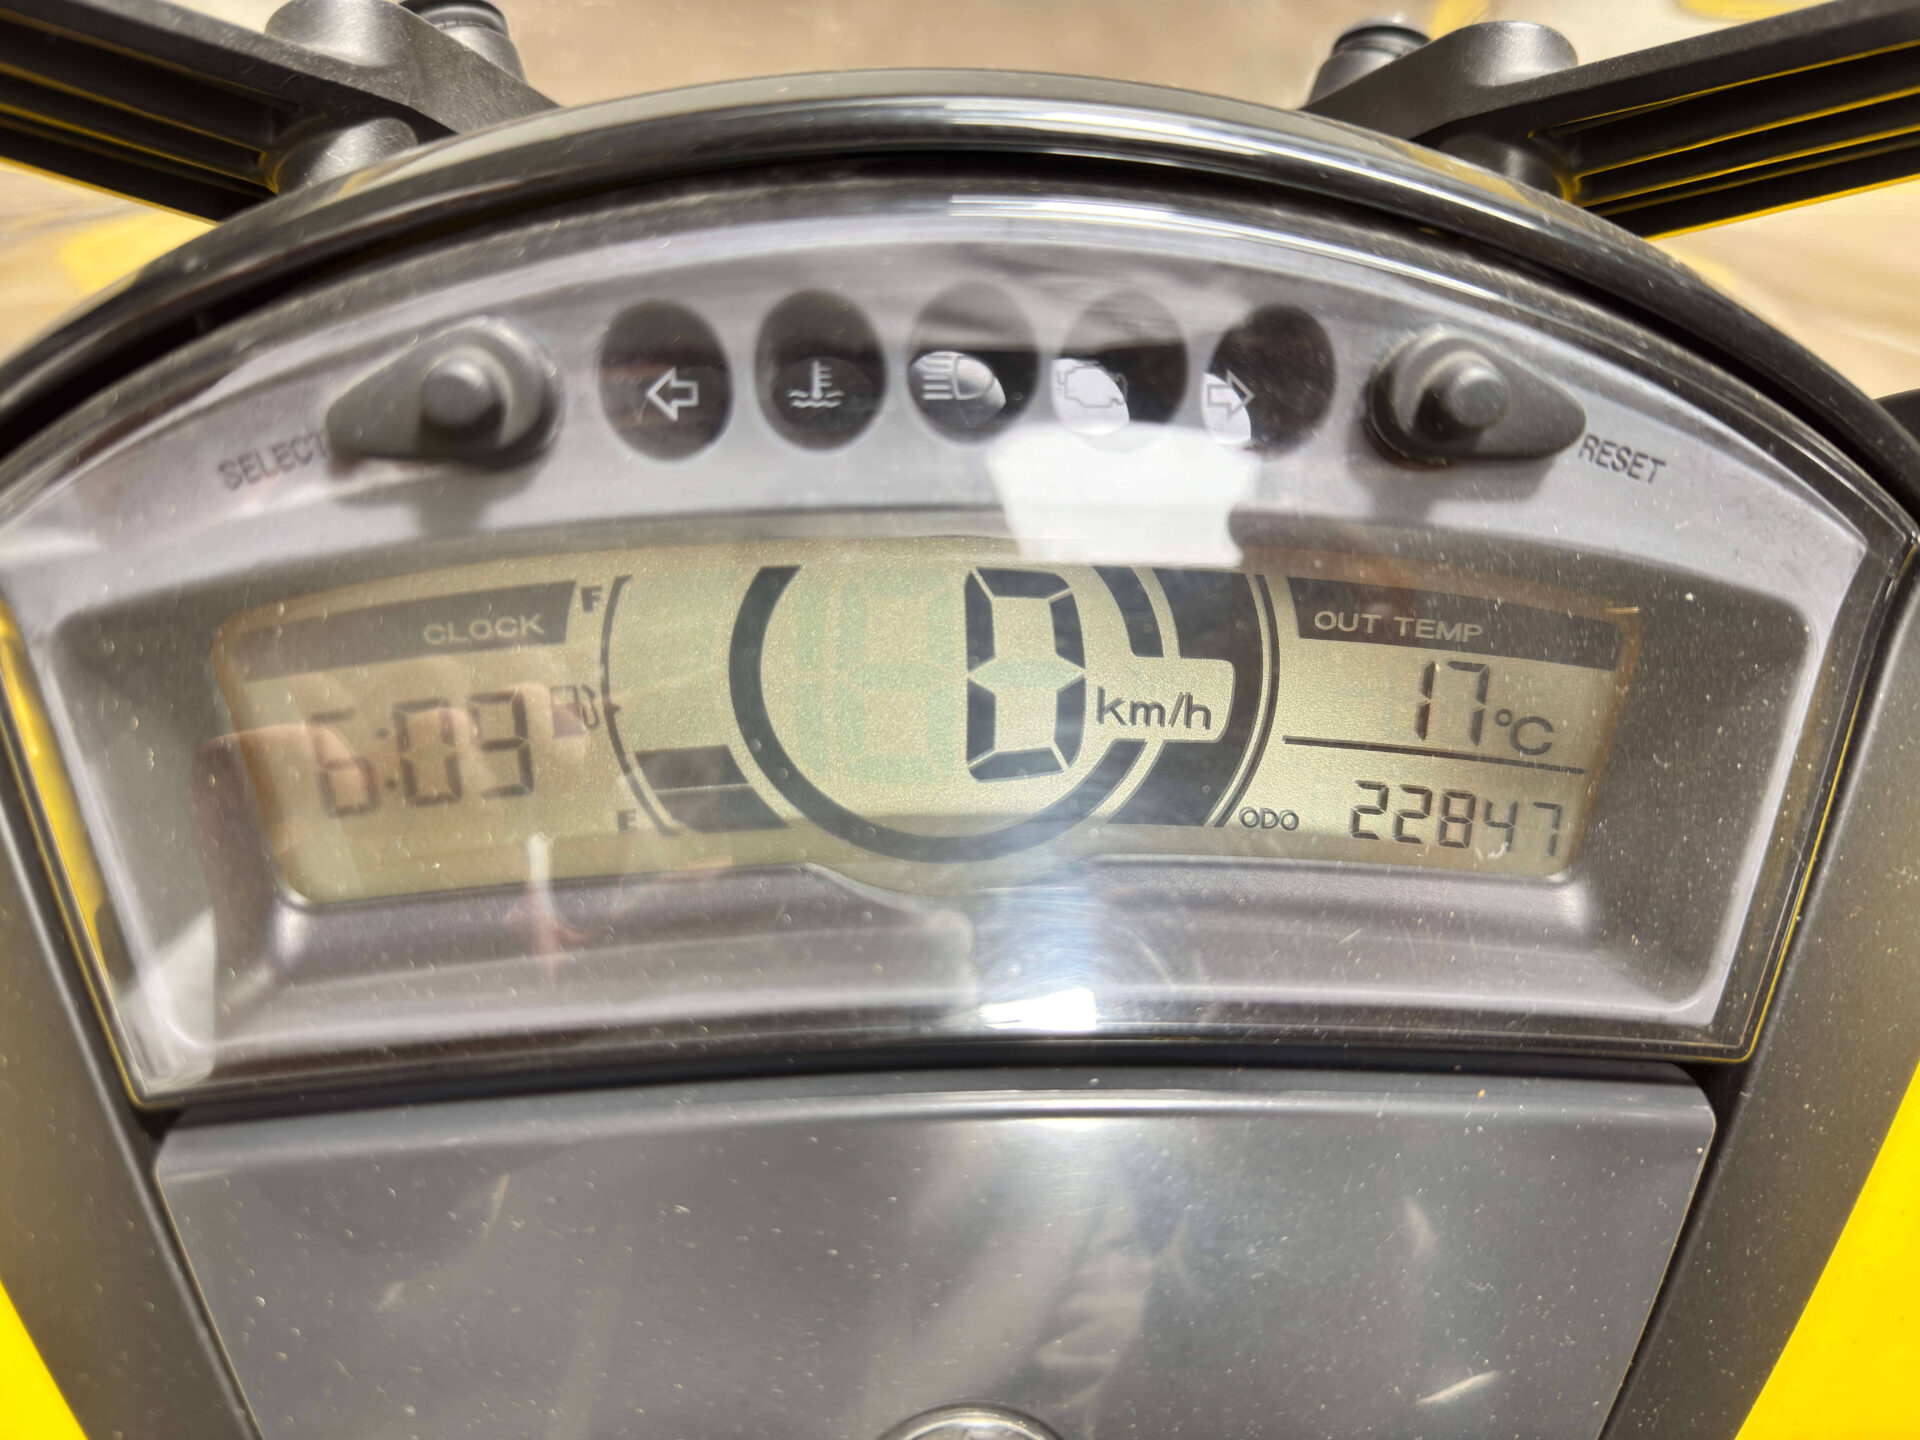 SELECT
RESET
CLOCK
F
OUT TEMP
6:09
0
km/h
17°C
E
ODO
22847